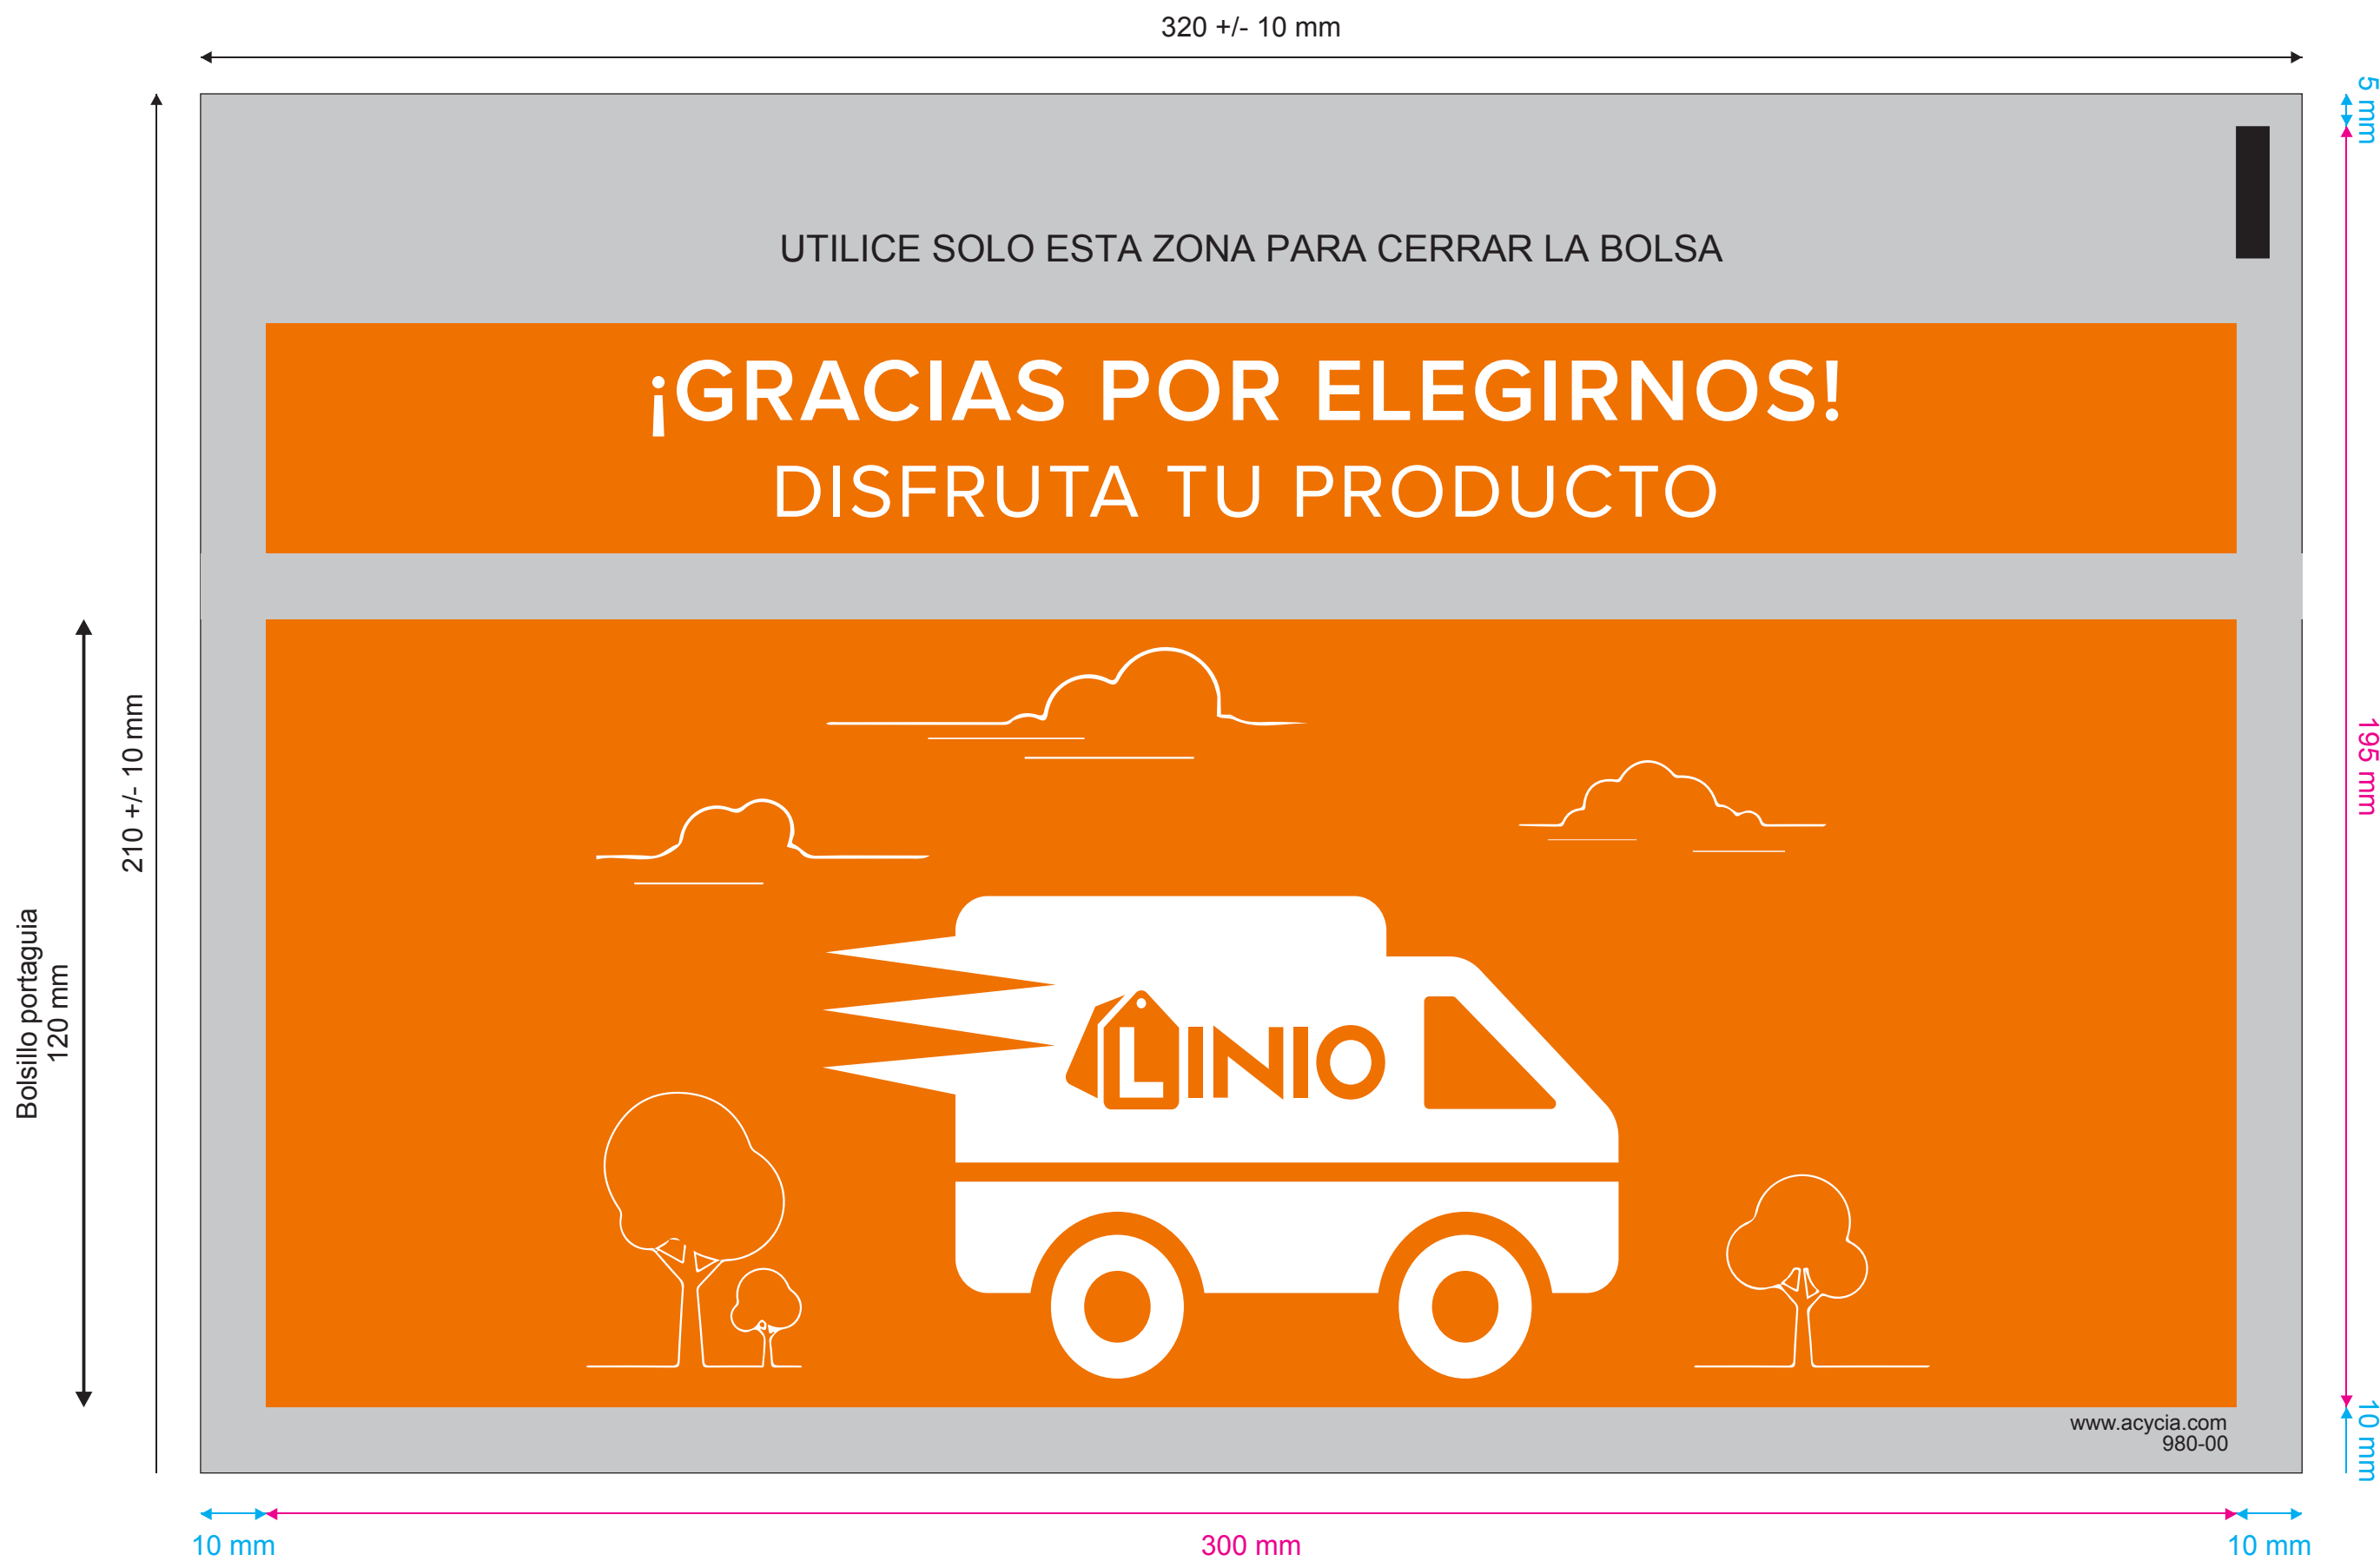 320 +/- 10 mm
5 mm
UTILICE SOLO ESTA ZONA PARA CERRAR LA BOLSA
¡GRACIAS POR ELEGIRNOS!
DISFRUTA TU PRODUCTO
210 +/- 10 mm
195 mm
Bolsillo portaguia
120 mm
LINIO
www.acycia.com
980-00
10 mm
10 mm
300 mm
10 mm